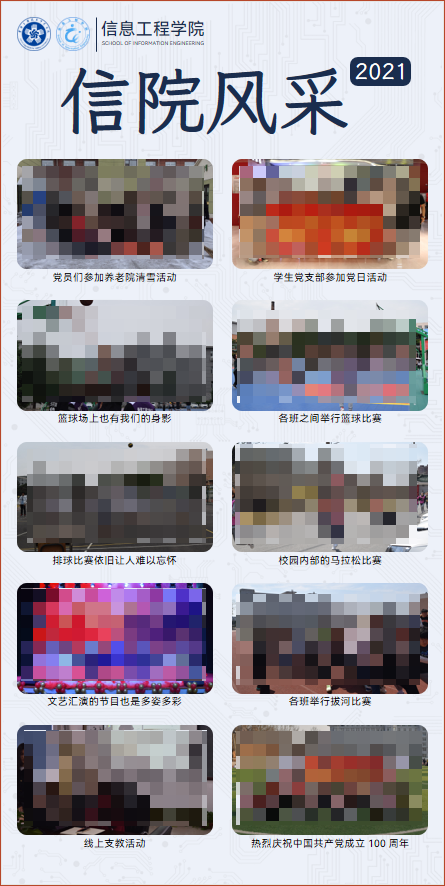 信息工程学院
SCHOOL OF INFORMATION ENGINEERING
信院风采
2021
党员们参加养老院清雪活动
学生党支部参加党日活动
篮球场上也有我们的身影
各班之间举行篮球比赛
排球比赛依旧让人难以忘怀
校园内部的马拉松比赛
文艺汇演的节目也是多姿多彩
各班举行拔河比赛
线上支教活动
热烈庆祝中国共产党成立 100 周年